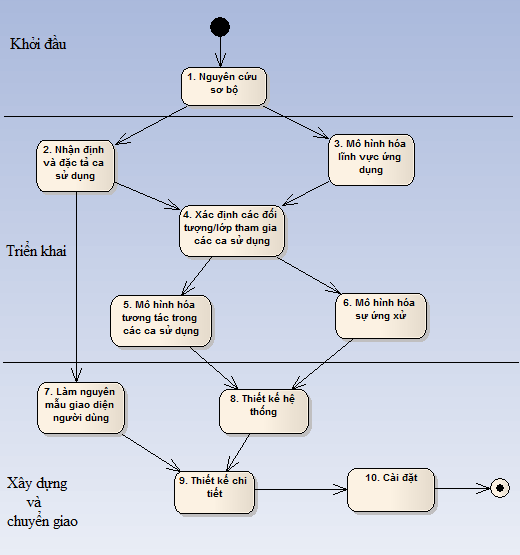 Khởi đầu
1. Nguyên cứu
sơ bộ
2. Nhận định
và đặc tả ca
sử dụng
3. Mô hình hóa
lĩnh vực ứng
dụng
4. Xác định các đối
tượng/lớp tham gia
các ca sử dụng
Triển khai
5. Mô hình hóa
tương tác trong
các ca sử dụng
6. Mô hình hóa
sự ứng xử
7. Làm nguyên
mẫu giao diện
người dùng
8. Thiết kế hệ
thống
9. Thiết kế chi
tiết
10. Cài đặt
Xây dựng
và
chuyển giao